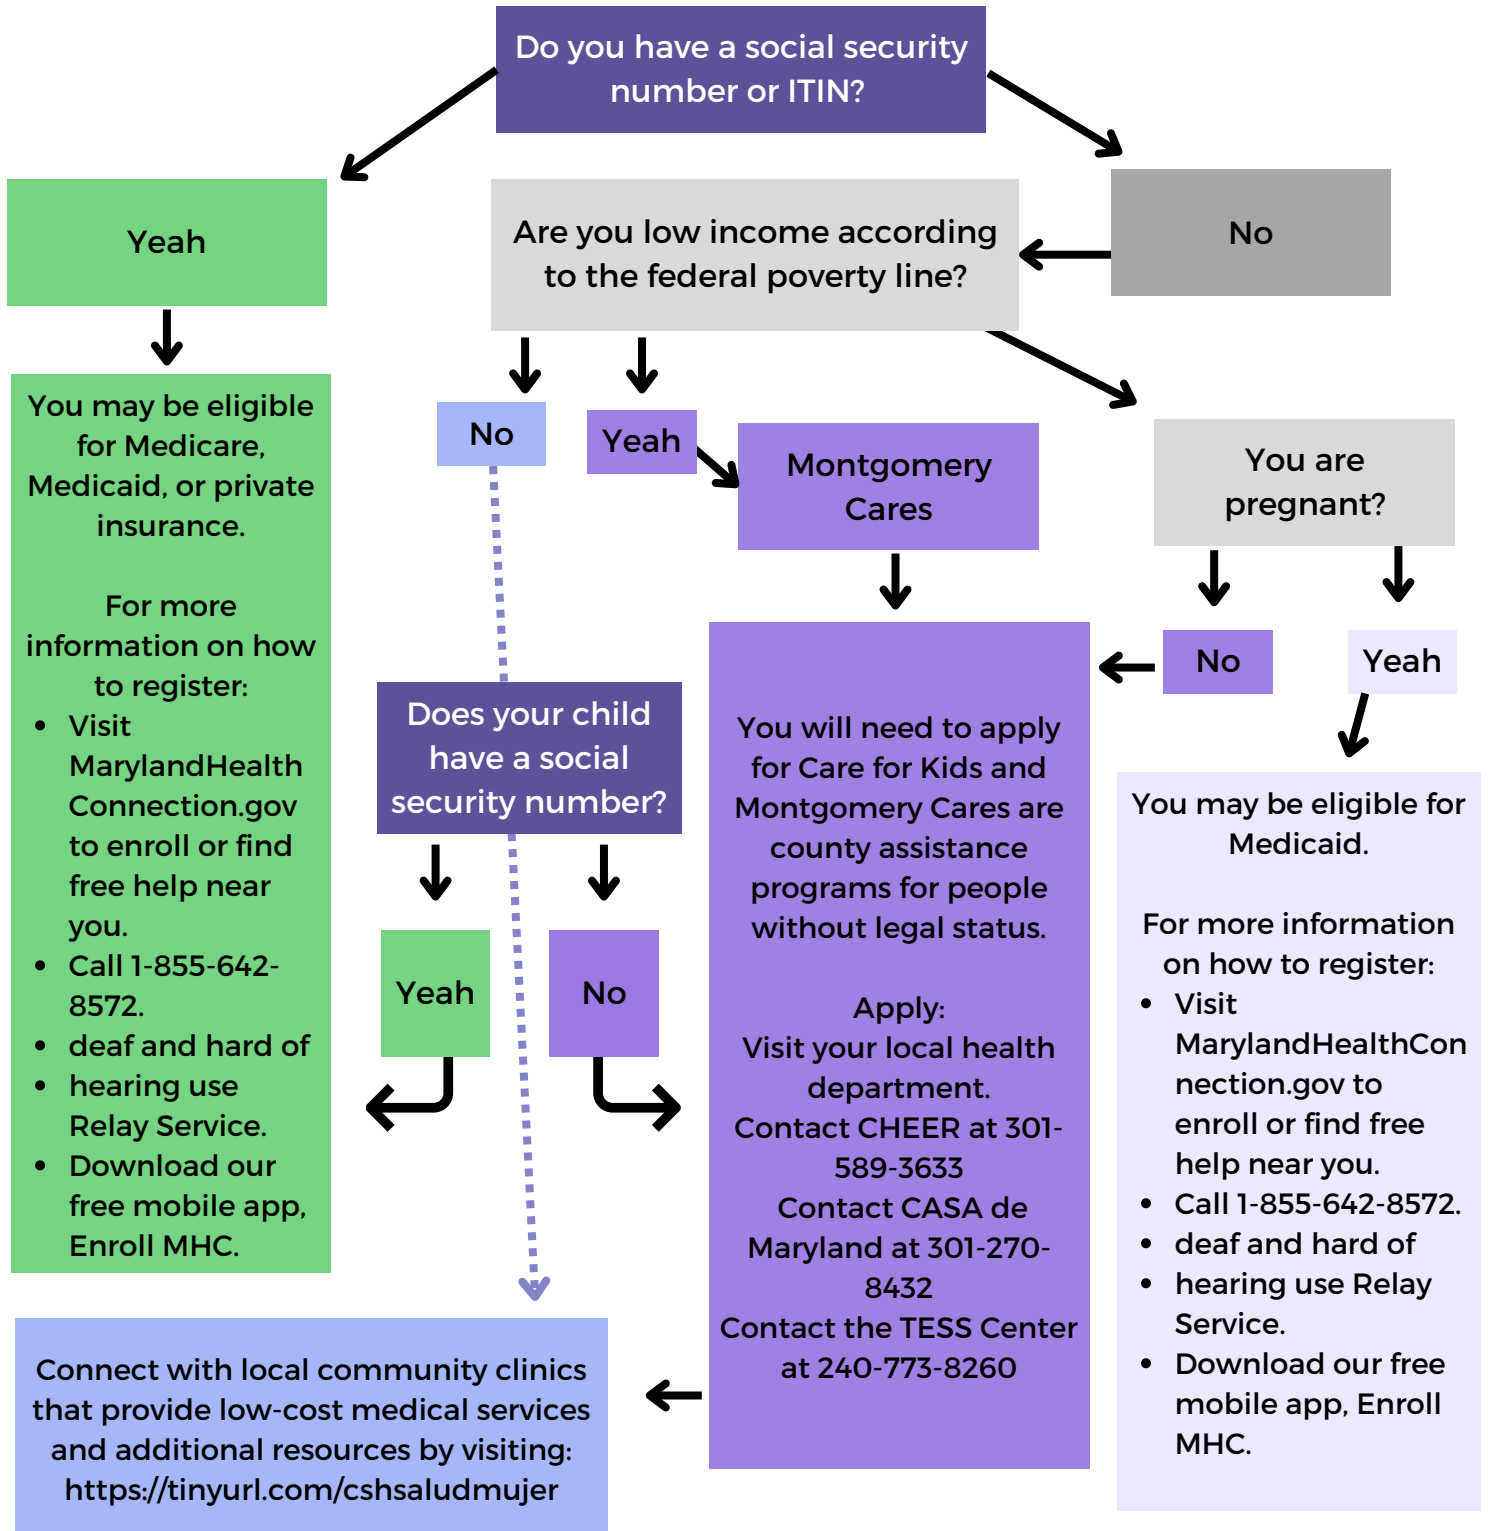 Do you have a social security
number or ITIN?
Yeah
Are you low income according
to the federal poverty line?
No
You may be eligible
for Medicare,
Medicaid, or private
insurance.
For more
information on how
to register:
• Visit
MarylandHealth
Connection.gov
to enroll or find
free help near
you.
• Call 1-855-642-
8572.
• deaf and hard of
• hearing use
Relay Service.
• Download our
free mobile app,
Enroll MHC.
No
Yeah
Montgomery
Cares
You are
pregnant?
No
Yeah
Does your child
have a social
security number?
Yeah
No
You will need to apply
for Care for Kids and
Montgomery Cares are
county assistance
programs for people
without legal status.
Apply:
Visit your local health
department.
Contact CHEER at 301-
589-3633
Contact CASA de
Maryland at 301-270-
8432
Contact the TESS Center
at 240-773-8260
You may be eligible for
Medicaid.
For more information
on how to register:
• Visit
MarylandHealthCon
nection.gov to
enroll or find free
help near you.
• Call 1-855-642-8572.
• deaf and hard of
• hearing use Relay
Service.
• Download our free
mobile app, Enroll
MHC.
Connect with local community clinics
that provide low-cost medical services
and additional resources by visiting:
https://tinyurl.com/cshsaludmujer